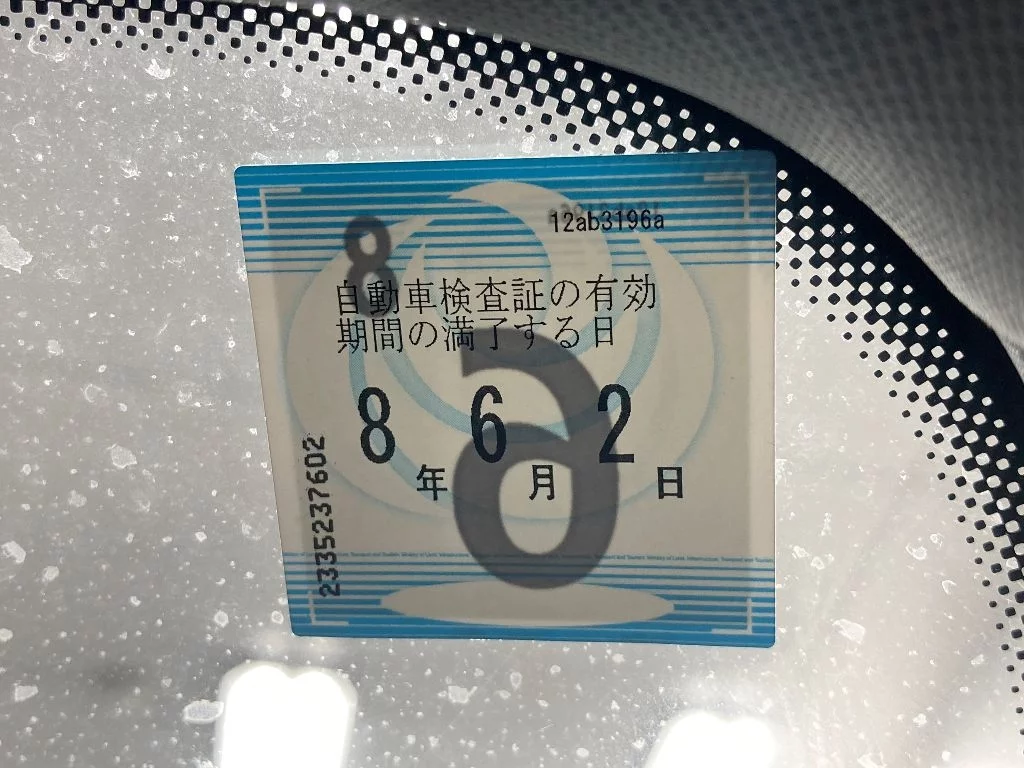 12ab3196a
8
自動車検査証の有効
期間の満了する日
8年 6月 2日
6
2335237602